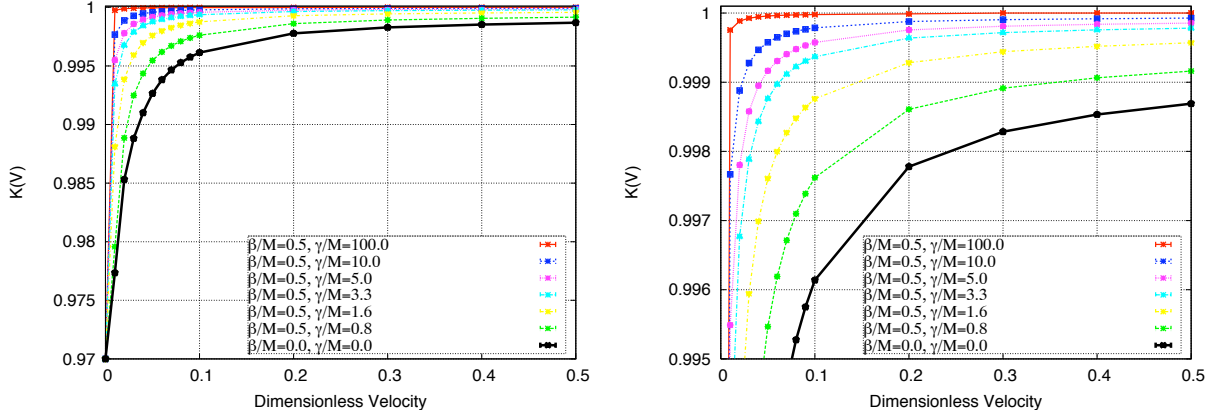 K(V)
1
0.995
0.99
0.985
0.98
0.975
0.97
β/M=0.5, γ/M=100.0
β/M=0.5, γ/M=10.0
β/M=0.5, γ/M=5.0
β/M=0.5, γ/M=3.3
β/M=0.5, γ/M=1.6
β/M=0.5, γ/M=0.8
β/M=0.0, γ/M=0.0
0 0.1 0.2 0.3 0.4 0.5
Dimensionless Velocity
K(V)
1
0.999
0.998
0.997
0.996
0.995
β/M=0.5, γ/M=100.0
β/M=0.5, γ/M=10.0
β/M=0.5, γ/M=5.0
β/M=0.5, γ/M=3.3
β/M=0.5, γ/M=1.6
β/M=0.5, γ/M=0.8
β/M=0.0, γ/M=0.0
0 0.1 0.2 0.3 0.4 0.5
Dimensionless Velocity